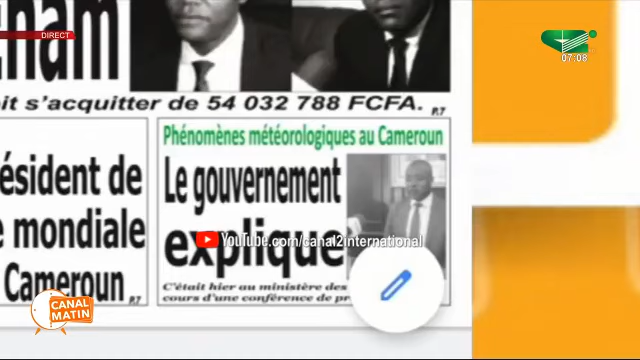 DIRECT
ham
07:08
it s'acquitter de 54 032 788 FCFA. P.7
Phénomènes météorologiques au Cameroun
ésident de
mondiale
Cameroun P.7
Le gouvernement
explique
YouTube.com/canal2international
C'était hier au ministère des
cours d'une conférence de
CANAL
MATIN